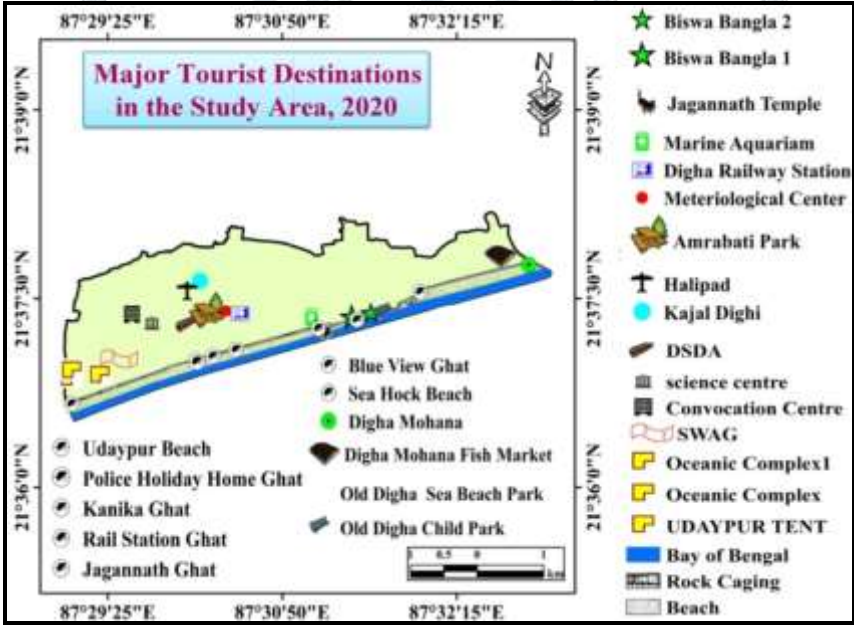 87°29'25"E
87°30'50"E
87°32'15"E
Major Tourist Destinations
in the Study Area, 2020
N
21°39'0"N
21°37'30"N
21°36'0"N
21°39'0"N
21°37'30"N
21°36'0"N
Blue View Ghat
Sea Hock Beach
Digha Mohana
Digha Mohana Fish Market
Old Digha Sea Beach Park
Old Digha Child Park
Udaypur Beach
Police Holiday Home Ghat
Kanika Ghat
Rail Station Ghat
Jagannath Ghat
1 0.5 0 1
km
87°29'25"E
87°30'50"E
87°32'15"E
Biswa Bangla 2
Biswa Bangla 1
Jagannath Temple
Marine Aquariam
Digha Railway Station
Meteriological Center
Amrabati Park
Halipad
Kajal Dighi
DSDA
science centre
Convocation Centre
SWAG
Oceanic Complex1
Oceanic Complex
UDAYPUR TENT
Bay of Bengal
Rock Caging
Beach